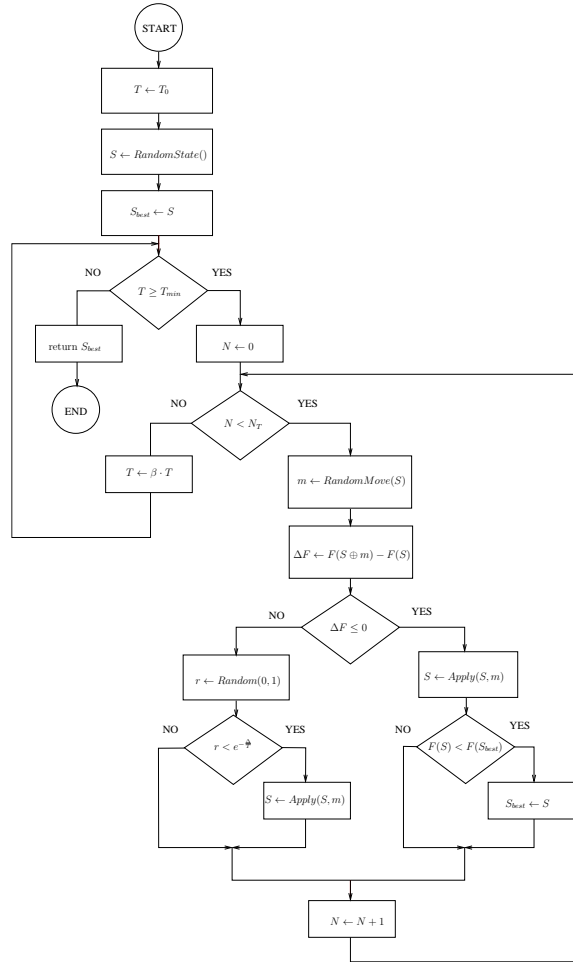 START
T ← T₀
S ← RandomState()
S_best ← S
NO
YES
T ≥ T_min
return S_best
N ← 0
END
NO
YES
N < N_T
T ← β · T
m ← RandomMove(S)
ΔF ← F(S ⊕ m) − F(S)
NO
YES
ΔF ≤ 0
r ← Random(0, 1)
S ← Apply(S, m)
NO
YES
NO
YES
r < e
F(S) < F(S_best)
S ← Apply(S, m)
S_best ← S
N ← N + 1